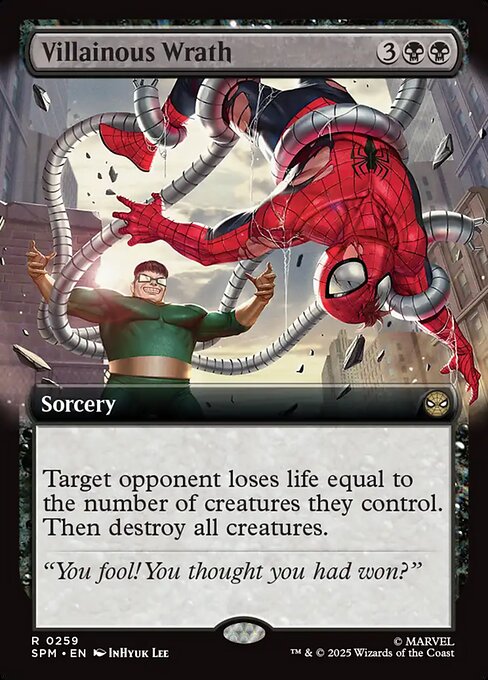 Villainous Wrath 3
Sorcery
Target opponent loses life equal to
the number of creatures they control.
Then destroy all creatures.
“You fool! You thought you had won?”
R 0259
SPM • EN InHyuk Lee
© MARVEL
™ & © 2025 Wizards of the Coast